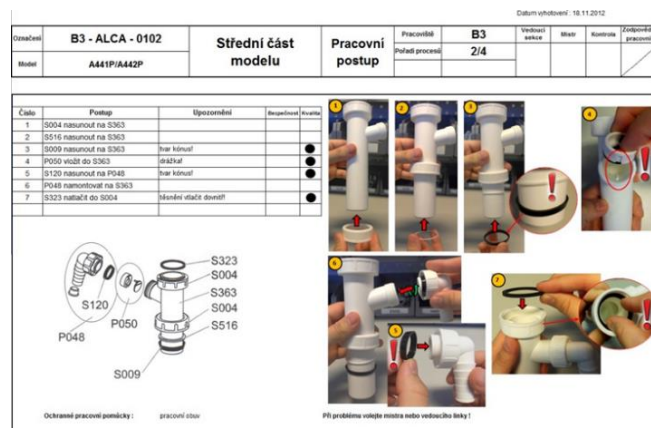 Datum vyhotovení : 18.11.2012
Označení B3 - ALCA - 0102 Střední část modelu Pracovní postup Pracoviště B3 Vedoucí sekce Mistr Kontrola
Model A441P/A442P Pořadí procesů 2/4
Číslo Postup Upozornění Bezpečnost Kvalita
1 S004 nasunout na S363
2 S516 nasunout na S363
3 S009 nasunout na S363 tvar kónus!
4 P050 vložit do S363 drážka!
5 S120 nasunout na P048 tvar kónus!
6 P048 namontovat na S363
7 S323 natlačit do S004 těsnění vtlačit dovnitř!
1
2
3
4
S323
S004
S363
S004
S516
S009
S120
P050
P048
6
5
7
Ochranné pracovní pomůcky : pracovní obuv
Při problému volejte mistra nebo vedoucího linky !